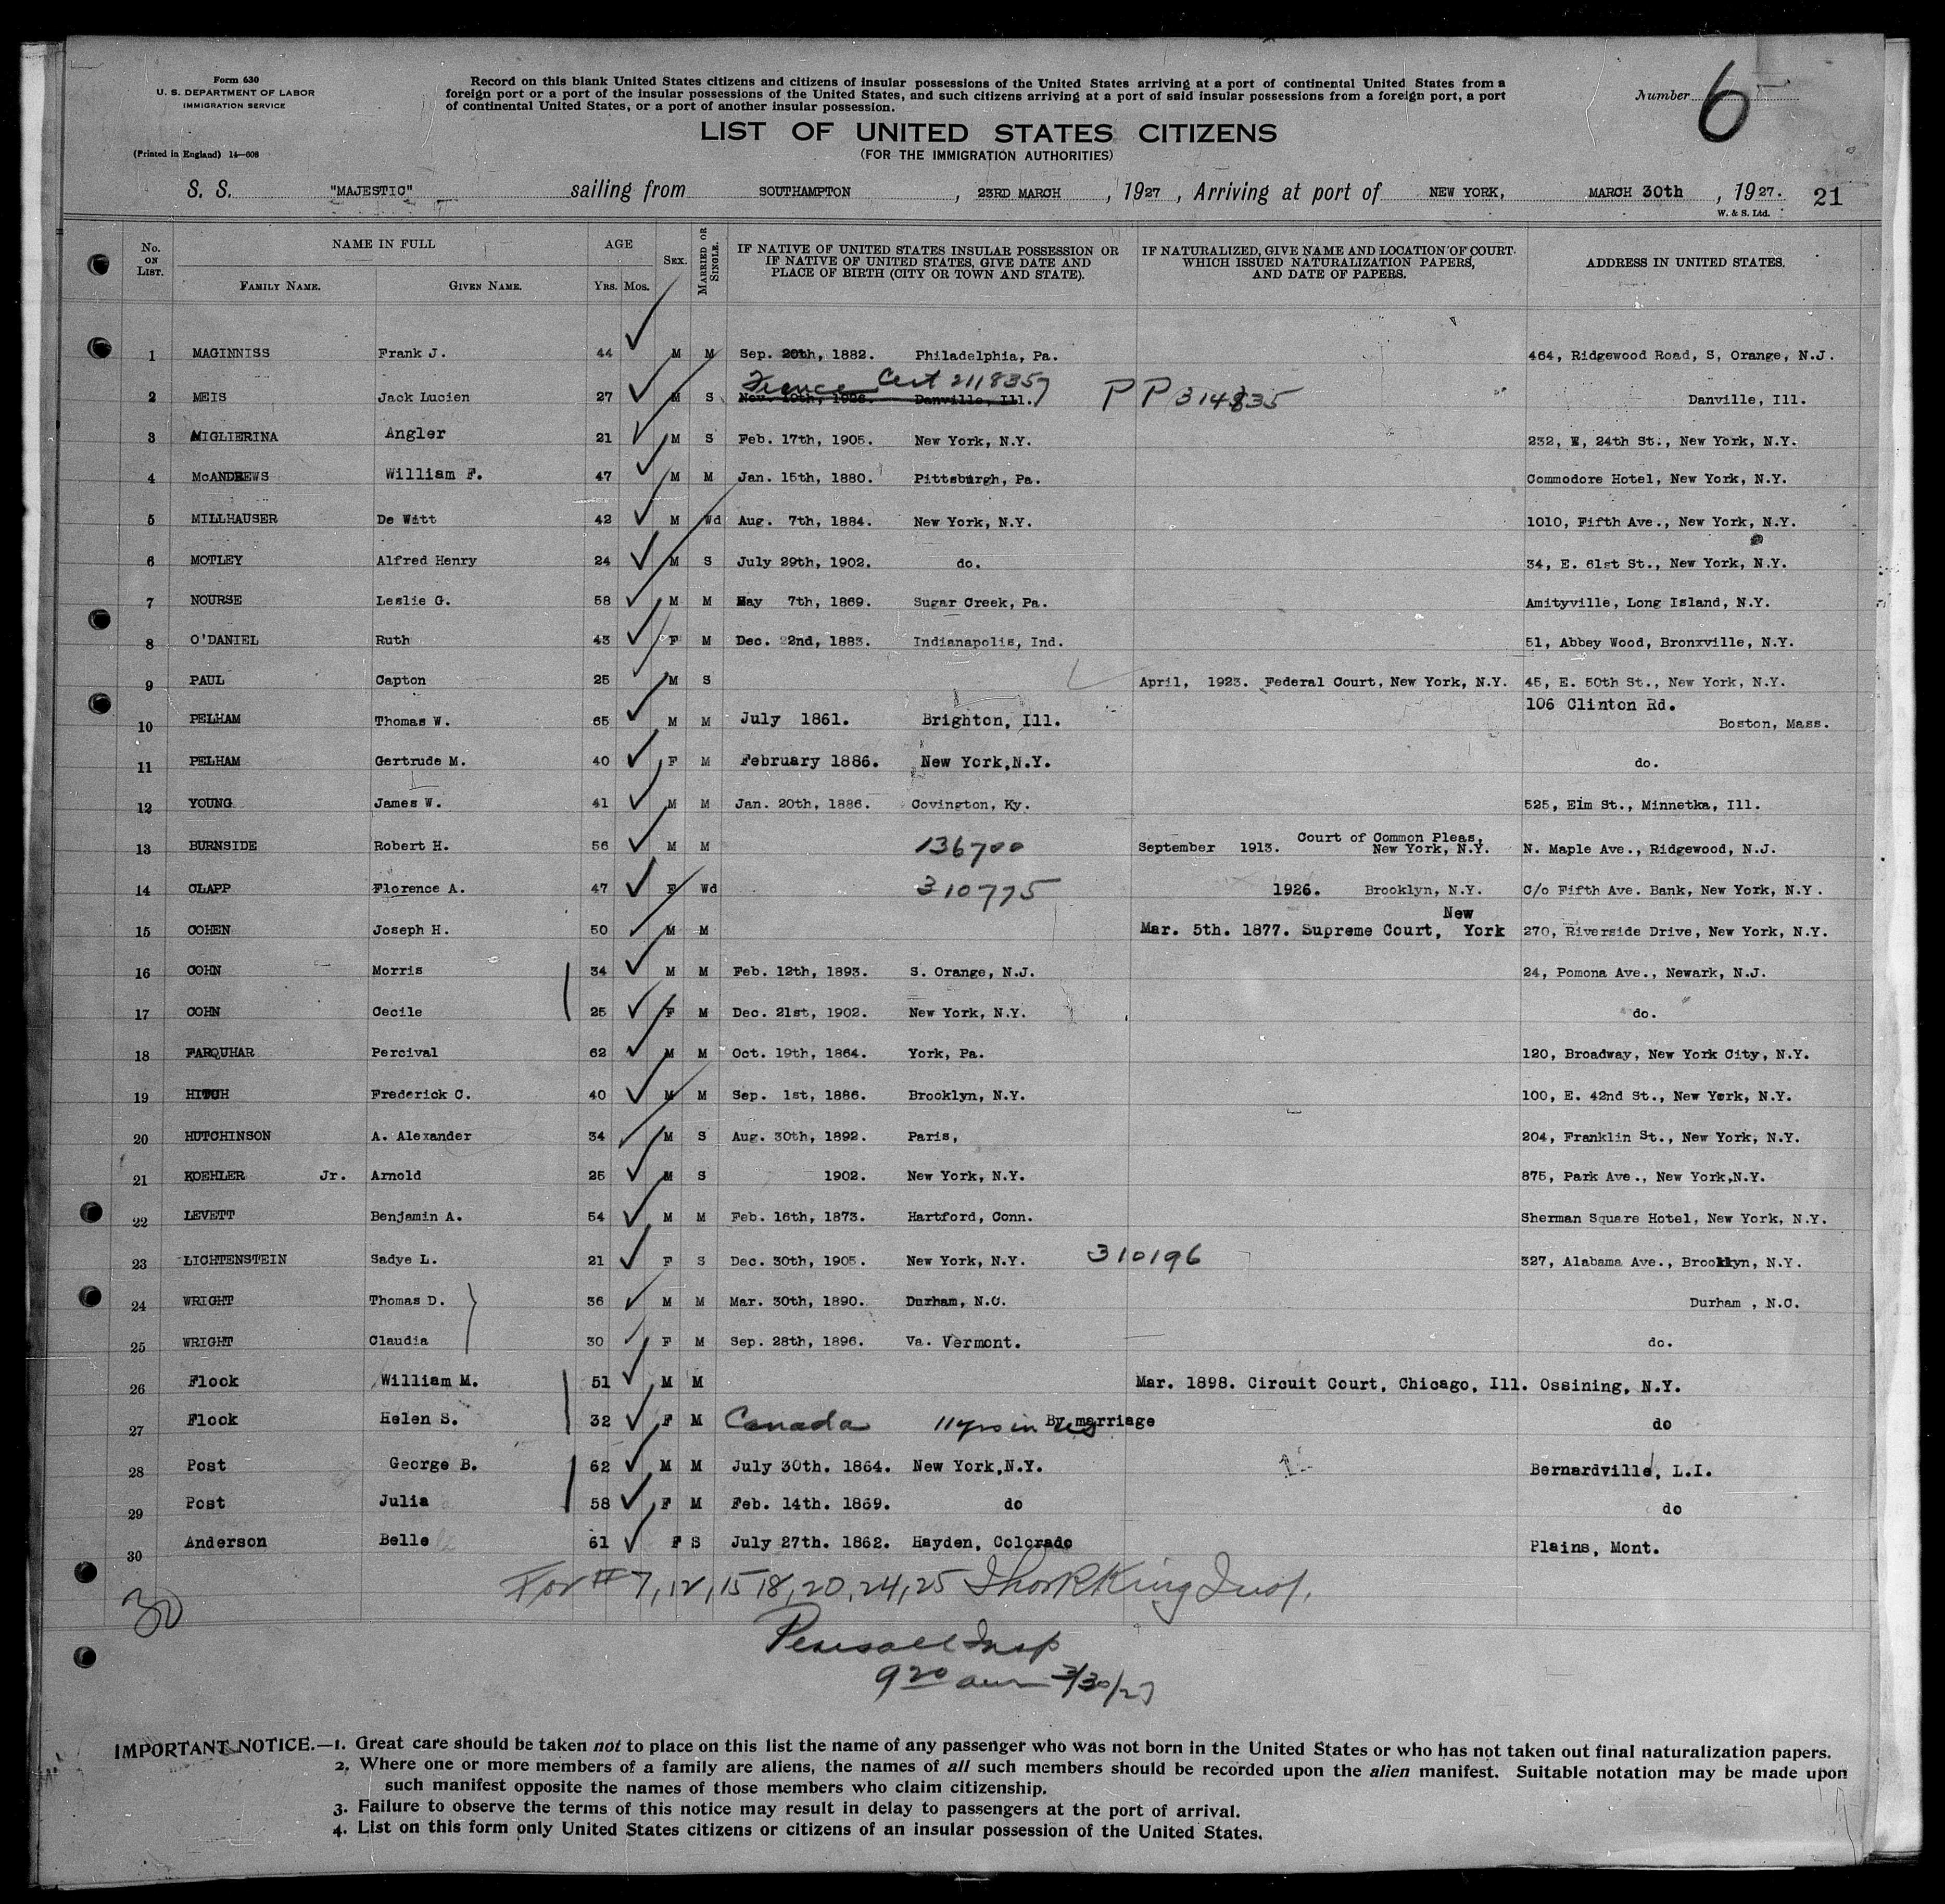 Form 630
U. S. DEPARTMENT OF LABOR
IMMIGRATION SERVICE
(Printed in England) 14—608
Record on this blank United States citizens and citizens of insular possessions of the United States arriving at a port of continental United States from a
foreign port or a port of the insular possessions of the United States, and such citizens arriving at a port of said insular possessions from a foreign port, a port
of continental United States, or a port of another insular possession.
Number 6
LIST OF UNITED STATES CITIZENS
(FOR THE IMMIGRATION AUTHORITIES)
S. S. "MAJESTIC" sailing from SOUTHAMPTON, 23RD MARCH, 1927, Arriving at port of NEW YORK, MARCH 30th, 1927. 21
W. & S. Ltd.
No. ON LIST. NAME IN FULL FAMILY NAME. GIVEN NAME. AGE YRS. MOS. SEX. MARRIED OR SINGLE. IF NATIVE OF UNITED STATES INSULAR POSSESSION OR IF NATIVE OF UNITED STATES, GIVE DATE AND PLACE OF BIRTH (CITY OR TOWN AND STATE). IF NATURALIZED, GIVE NAME AND LOCATION OF COURT WHICH ISSUED NATURALIZATION PAPERS, AND DATE OF PAPERS. ADDRESS IN UNITED STATES.
1 MAGINNISS Frank J. 44 M M Sep. 20th, 1882. Philadelphia, Pa. 464, Ridgewood Road, S, Orange, N.J.
France Cert 211835
2 MEIS Jack Lucien 27 M S Nov. 10th, 1926. Danville, Ill. PP 314835 Danville, Ill.
3 MIGLIERINA Angler 21 M S Feb. 17th, 1905. New York, N.Y. 232, W, 24th St., New York, N.Y.
4 McANDREWS William F. 47 M M Jan. 15th, 1880. Pittsburgh, Pa. Commodore Hotel, New York, N.Y.
5 MILLHAUSER De Witt 42 M Wd Aug. 7th, 1884. New York, N.Y. 1010, Fifth Ave., New York, N.Y.
6 MOTLEY Alfred Henry 24 M S July 29th, 1902. do. 34, E. 61st St., New York, N.Y.
7 NOURSE Leslie G. 58 M M May 7th, 1869. Sugar Creek, Pa. Amityville, Long Island, N.Y.
8 O'DANIEL Ruth 43 F M Dec. 22nd, 1883. Indianapolis, Ind. 51, Abbey Wood, Bronxville, N.Y.
9 PAUL Capton 25 M S April, 1923. Federal Court, New York, N.Y. 45, E. 50th St., New York, N.Y.
10 PELHAM Thomas W. 65 M M July 1861. Brighton, Ill. 106 Clinton Rd. Boston, Mass.
11 PELHAM Gertrude M. 40 F M February 1886. New York,N.Y. do.
12 YOUNG James W. 41 M M Jan. 20th, 1886. Covington, Ky. 525, Eim St., Minnetka, Ill.
13 BURNSIDE Robert H. 56 M M 136700 September 1913. Court of Common Pleas, New York, N.Y. N. Maple Ave., Ridgewood, N.J.
14 CLAPP Florence A. 47 F Wd 310775 1926. Brooklyn, N.Y. C/o Fifth Ave. Bank, New York, N.Y.
15 COHEN Joseph H. 50 M M Mar. 5th. 1877. Supreme Court, New York 270, Riverside Drive, New York, N.Y.
16 COHN Morris 34 M M Feb. 12th, 1893. S. Orange, N.J. 24, Pomona Ave., Newark, N.J.
17 COHN Cecile 25 F M Dec. 21st, 1902. New York, N.Y. do.
18 FARQUHAR Percival 62 M M Oct. 19th, 1864. York, Pa. 120, Broadway, New York City, N.Y.
19 HITCH Frederick C. 40 M M Sep. 1st, 1886. Brooklyn, N.Y. 100, E. 42nd St., New York, N.Y.
20 HUTCHINSON A. Alexander 34 M S Aug. 30th, 1892. Paris, 204, Franklin St., New York, N.Y.
21 KOEHLER Jr. Arnold 25 M S 1902. New York, N.Y. 875, Park Ave., New York,N.Y.
22 LEVETT Benjamin A. 54 M M Feb. 16th, 1873. Hartford, Conn. Sherman Square Hotel, New York, N.Y.
23 LICHTENSTEIN Sadye L. 21 F S Dec. 30th, 1905. New York, N.Y. 310196 327, Alabama Ave., Brooklyn, N.Y.
24 WRIGHT Thomas D. 36 M M Mar. 30th, 1890. Durham, N.C. Durham , N.C.
25 WRIGHT Claudia 30 F M Sep. 28th, 1896. Va. Vermont. do.
26 Flock William M. 51 M M Mar. 1898. Circuit Court, Chicago, Ill. Ossining, N.Y.
27 Flock Helen S. 32 F M Canada 11 yrs in US By marriage do
28 Post George B. 62 M M July 30th. 1864. New York,N.Y. Bernardville, L.I.
29 Post Julia 58 F M Feb. 14th. 1869. do do
30 Anderson Belle 61 F S July 27th. 1862. Hayden, Colorado Plains, Mont.
For # 7, 12, 15 18, 20, 24, 25 King Insp.
30
Insp
9 20 am 3/30/27
IMPORTANT NOTICE.—1. Great care should be taken not to place on this list the name of any passenger who was not born in the United States or who has not taken out final naturalization papers.
2. Where one or more members of a family are aliens, the names of all such members should be recorded upon the alien manifest. Suitable notation may be made upon
such manifest opposite the names of those members who claim citizenship.
3. Failure to observe the terms of this notice may result in delay to passengers at the port of arrival.
4. List on this form only United States citizens or citizens of an insular possession of the United States.